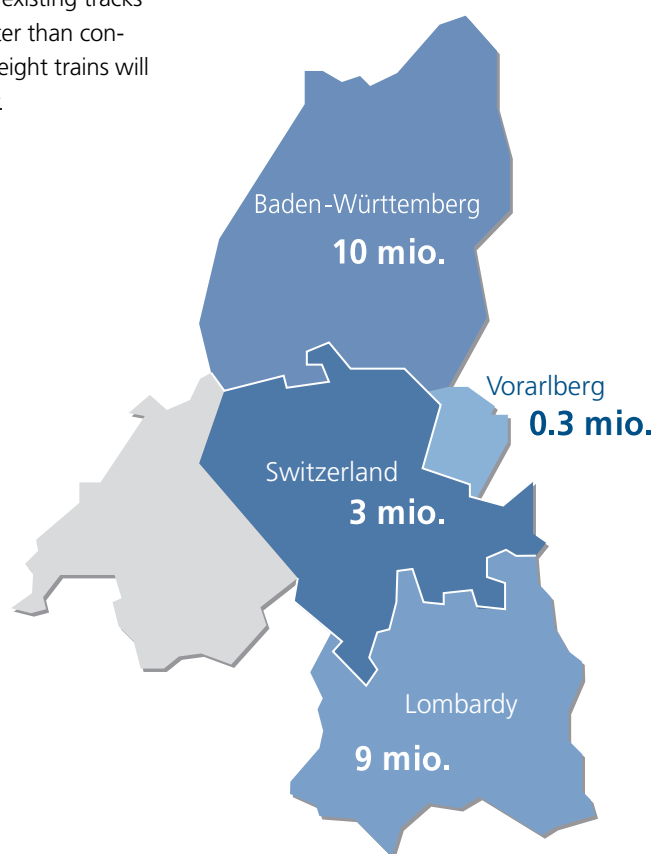 existing tracks
ter than con-
eight trains will
Baden-Württemberg
10 mio.
Vorarlberg
0.3 mio.
Switzerland
3 mio.
Lombardy
9 mio.